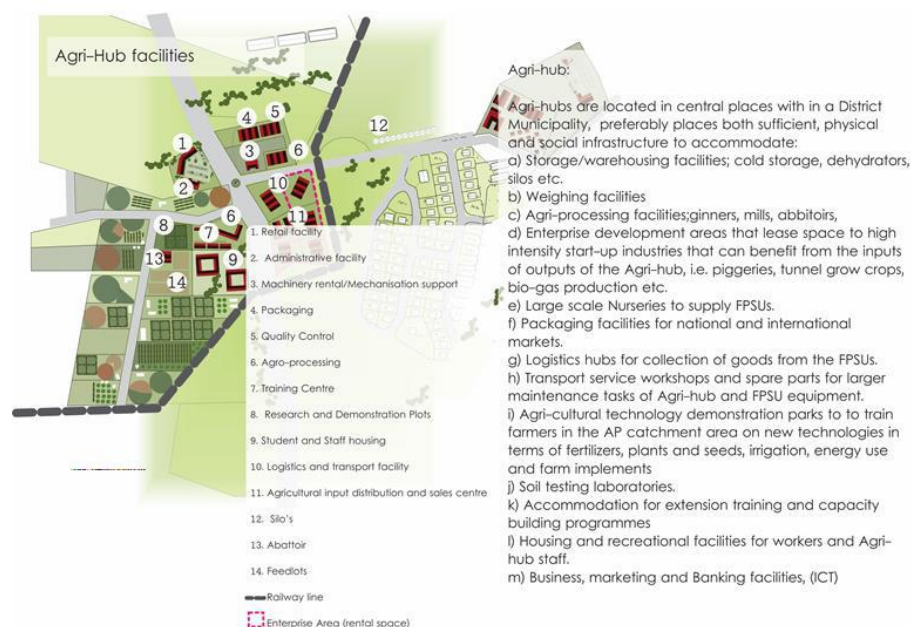 Agri-Hub facilities
4
5
12
1
3
6
2
10
6
11
8
7
13
9
14
1. Retail facility
2. Administrative facility
3. Machinery rental/Mechanisation support
4. Packaging
5. Quality Control
6. Agro-processing
7. Training Centre
8. Research and Demonstration Plots
9. Student and Staff housing
10. Logistics and transport facility
11. Agricultural input distribution and sales centre
12. Silo's
13. Abattoir
14. Feedlots
Railway line
Enterprise Area (rental space)
Agri-hub:
Agri-hubs are located in central places with in a District
Municipality, preferably places both sufficient, physical
and social infrastructure to accommodate:
a) Storage/warehousing facilities; cold storage, dehydrators,
silos etc.
b) Weighing facilities
c) Agri-processing facilities;ginners, mills, abbitoirs,
d) Enterprise development areas that lease space to high
intensity start-up industries that can benefit from the inputs
of outputs of the Agri-hub, i.e. piggeries, tunnel grow crops,
bio-gas production etc.
e) Large scale Nurseries to supply FPSUs.
f) Packaging facilities for national and international
markets.
g) Logistics hubs for collection of goods from the FPSUs.
h) Transport service workshops and spare parts for larger
maintenance tasks of Agri-hub and FPSU equipment.
i) Agri-cultural technology demonstration parks to to train
farmers in the AP catchment area on new technologies in
terms of fertilizers, plants and seeds, irrigation, energy use
and farm implements
j) Soil testing laboratories.
k) Accommodation for extension training and capacity
building programmes
l) Housing and recreational facilities for workers and Agri-
hub staff.
m) Business, marketing and Banking facilities, (ICT)